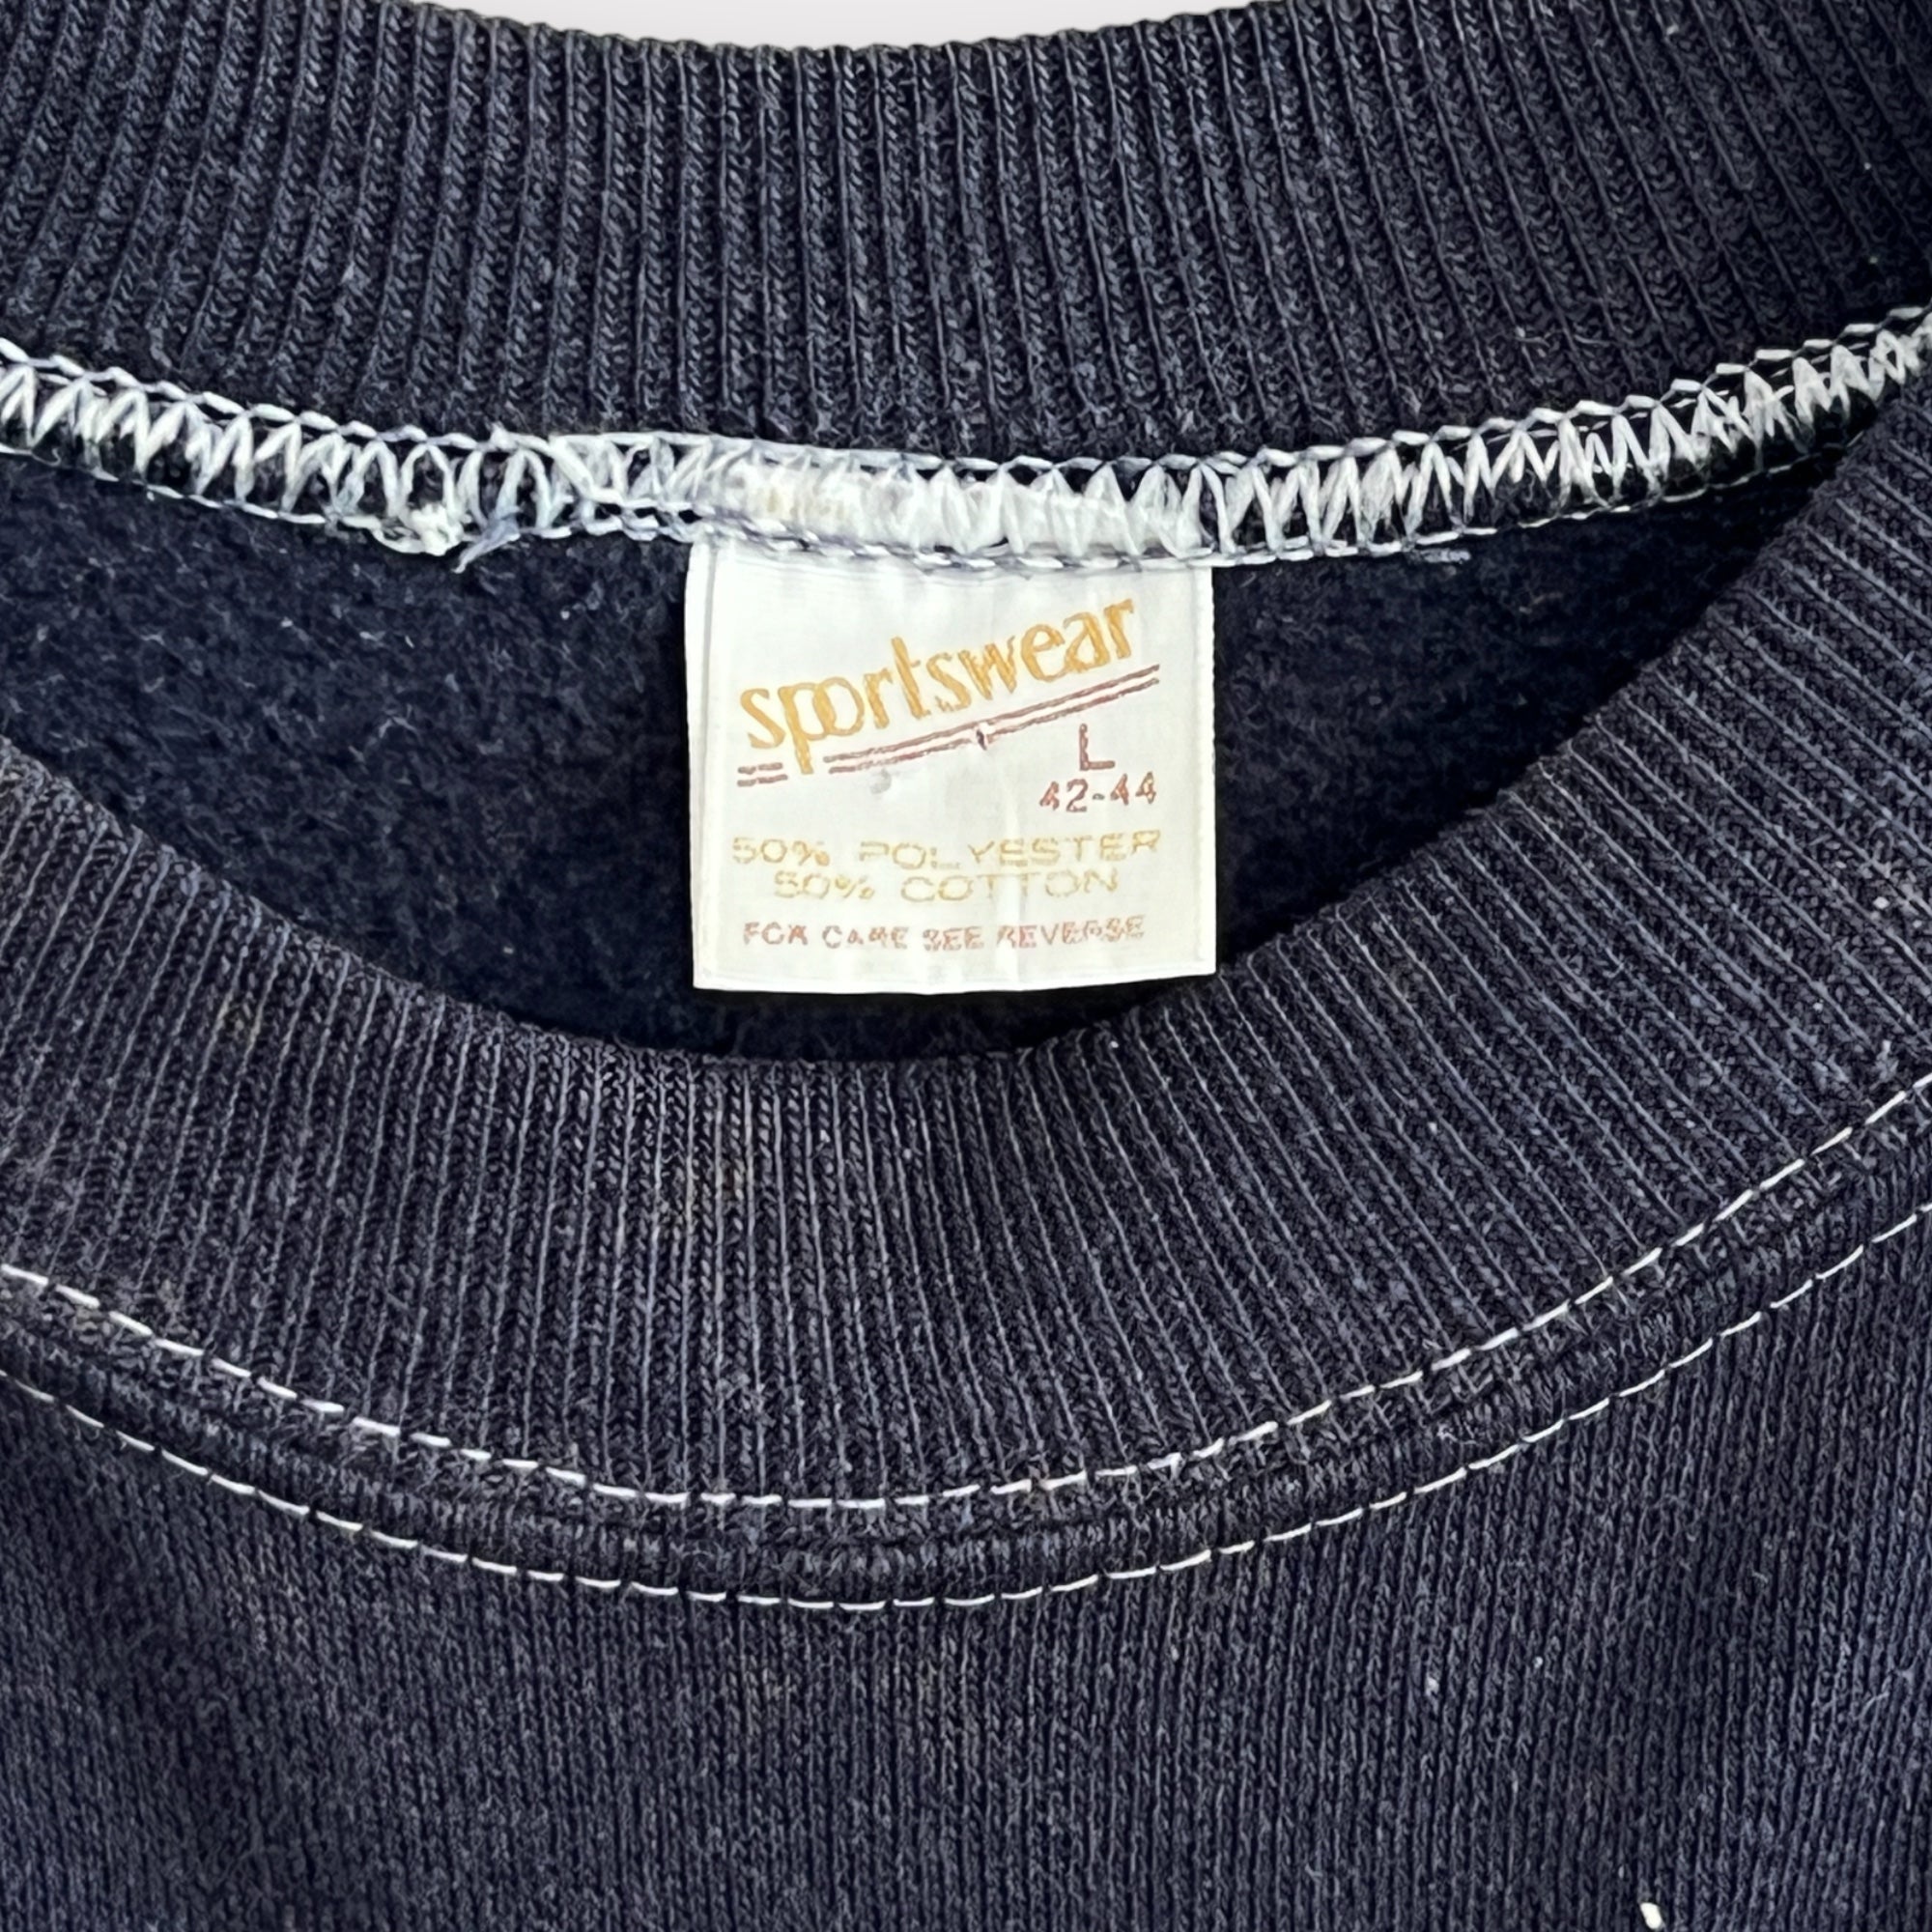 sportswear
L
42-44
50% POLYESTER
50% COTTON
FOR CARE SEE REVERSE